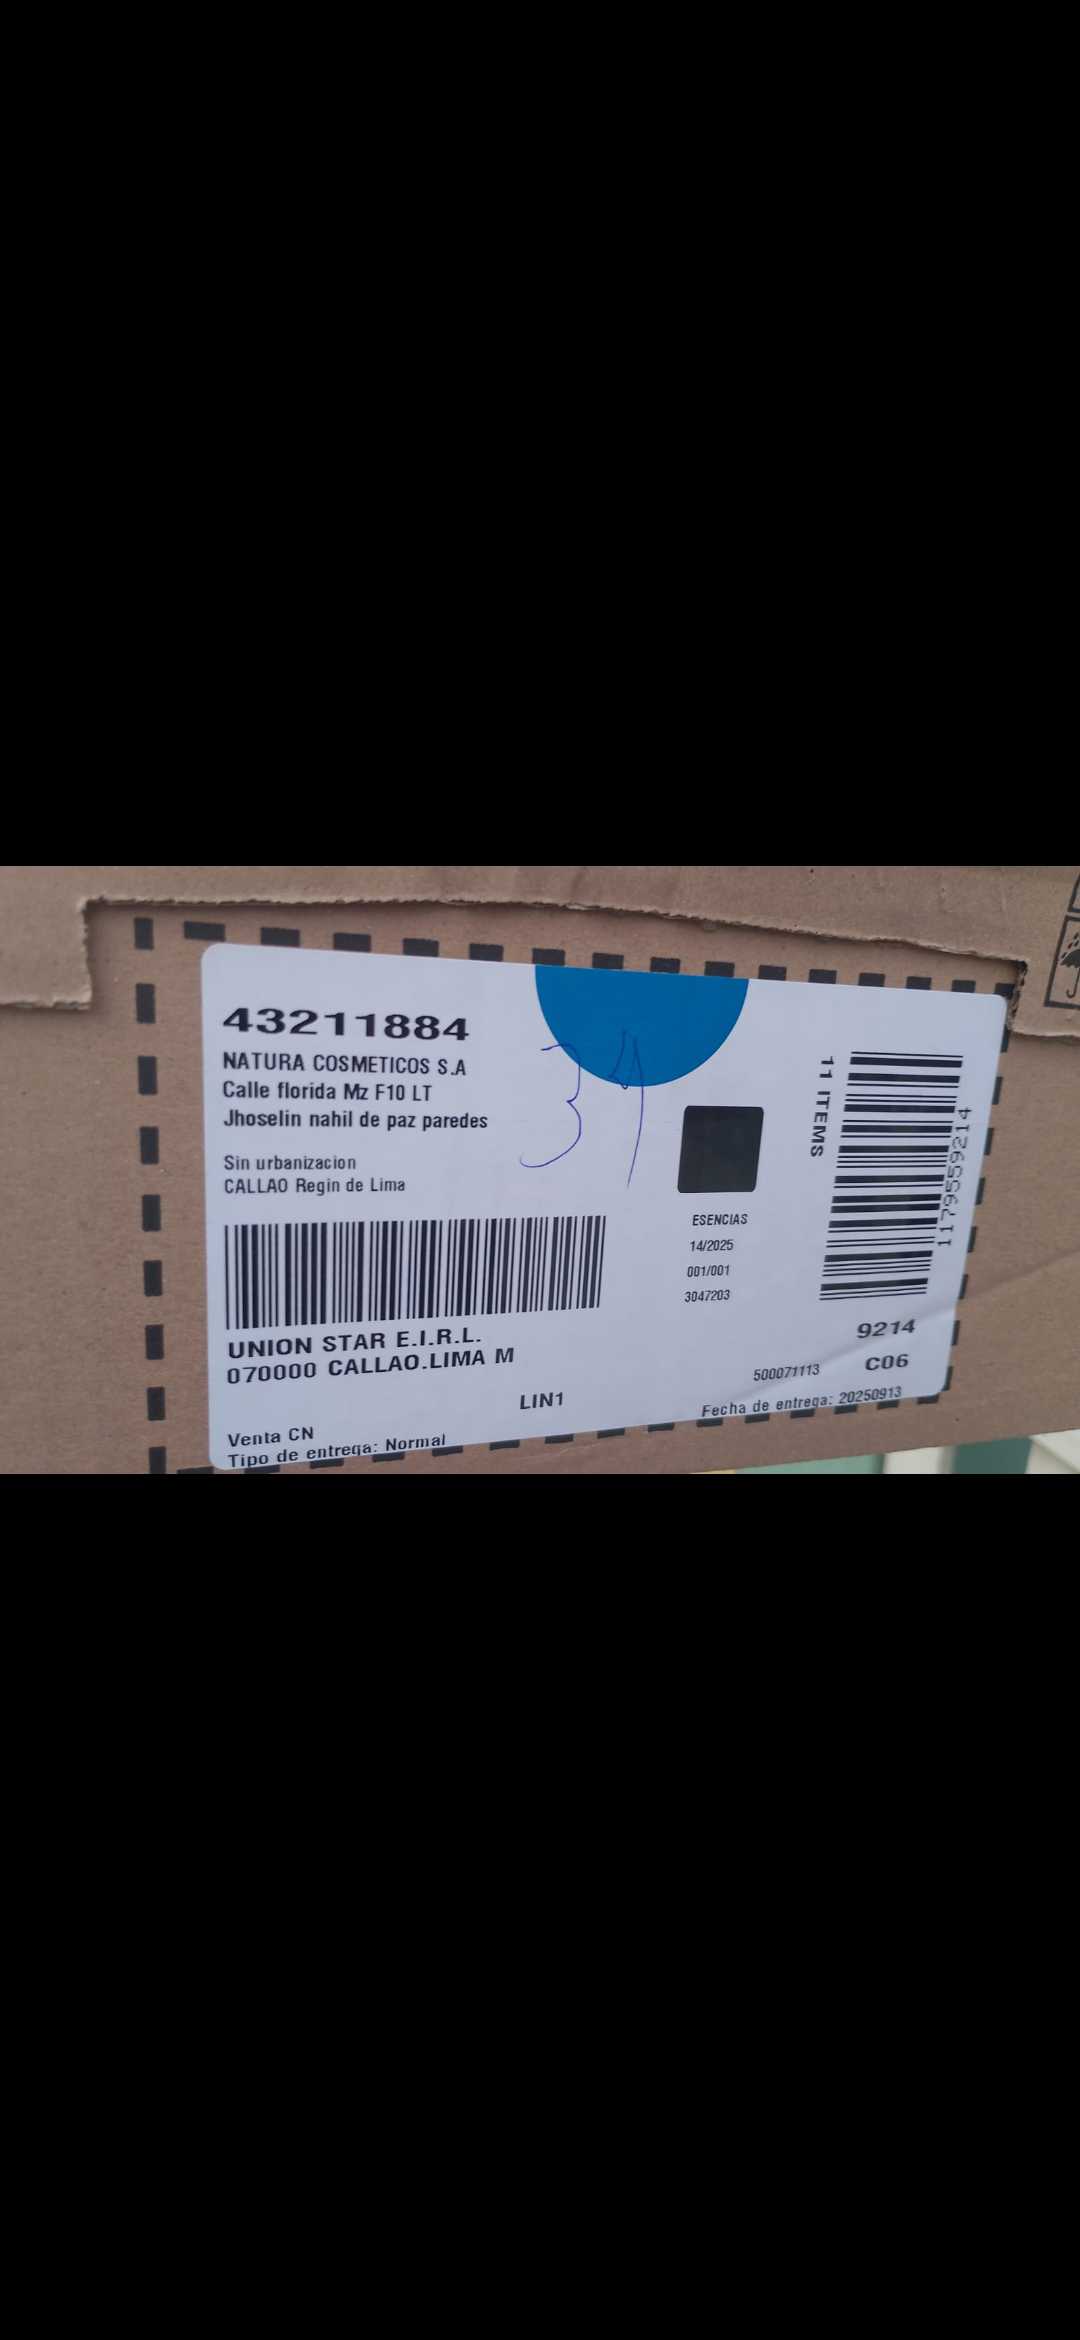 43211884
NATURA COSMETICOS S.A
Calle florida Mz F10 LT
Jhoselin nahil de paz paredes
Sin urbanizacion
CALLAO Regin de Lima
UNION STAR E.I.R.L.
070000 CALLAO.LIMA M
LIN1
Venta CN
Tipo de entrega: Normal
39
ESENCIAS
14/2025
001/001
3047203
11 ITEMS
1179559214
9214
C06
500071113
Fecha de entrega: 20250913